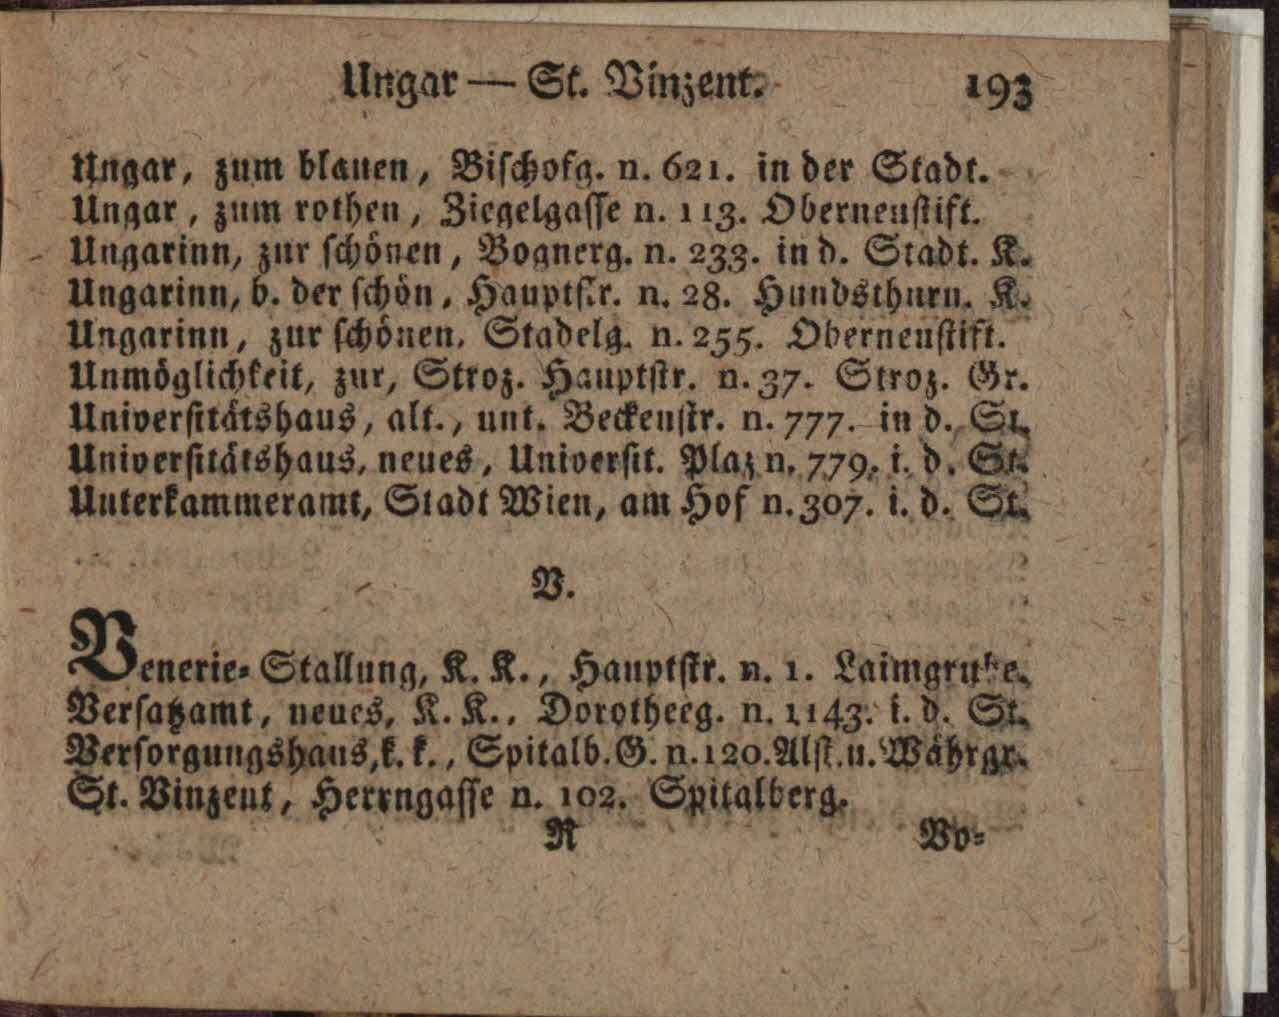 Ungar — St. Vinzent. 193
Ungar, zum blauen, Bischofg. n. 621. in der Stadt.
Ungar, zum rothen, Ziegelgasse n. 113. Oberneustift.
Ungarinn, zur schönen, Bognerg. n. 233. in d. Stadt. K.
Ungarinn, b. der schön, Hauptstr. n. 28. Hundsthurn. K.
Ungarinn, zur schönen, Stadelg. n. 255. Oberneustift.
Unmöglichkeit, zur, Stroz. Hauptstr. n. 37. Stroz. Gr.
Universitätshaus, alt., unt. Beckenstr. n. 777. in d. St.
Universitätshaus, neues, Universit. Plaz n. 779. i. d. St.
Unterkammeramt, Stadt Wien, am Hof n. 307. i. d. St.
V.
Venerie-Stallung, K. K., Hauptstr. n. 1. Laimgrube.
Versatzamt, neues, K. K., Dorotheeg. n. 1143. i. d. St.
Versorgungshaus, k. k., Spitalb. G. n. 120. Alst. u. Währgr.
St. Vinzent, Herrngasse n. 102. Spitalberg.
R Vo-